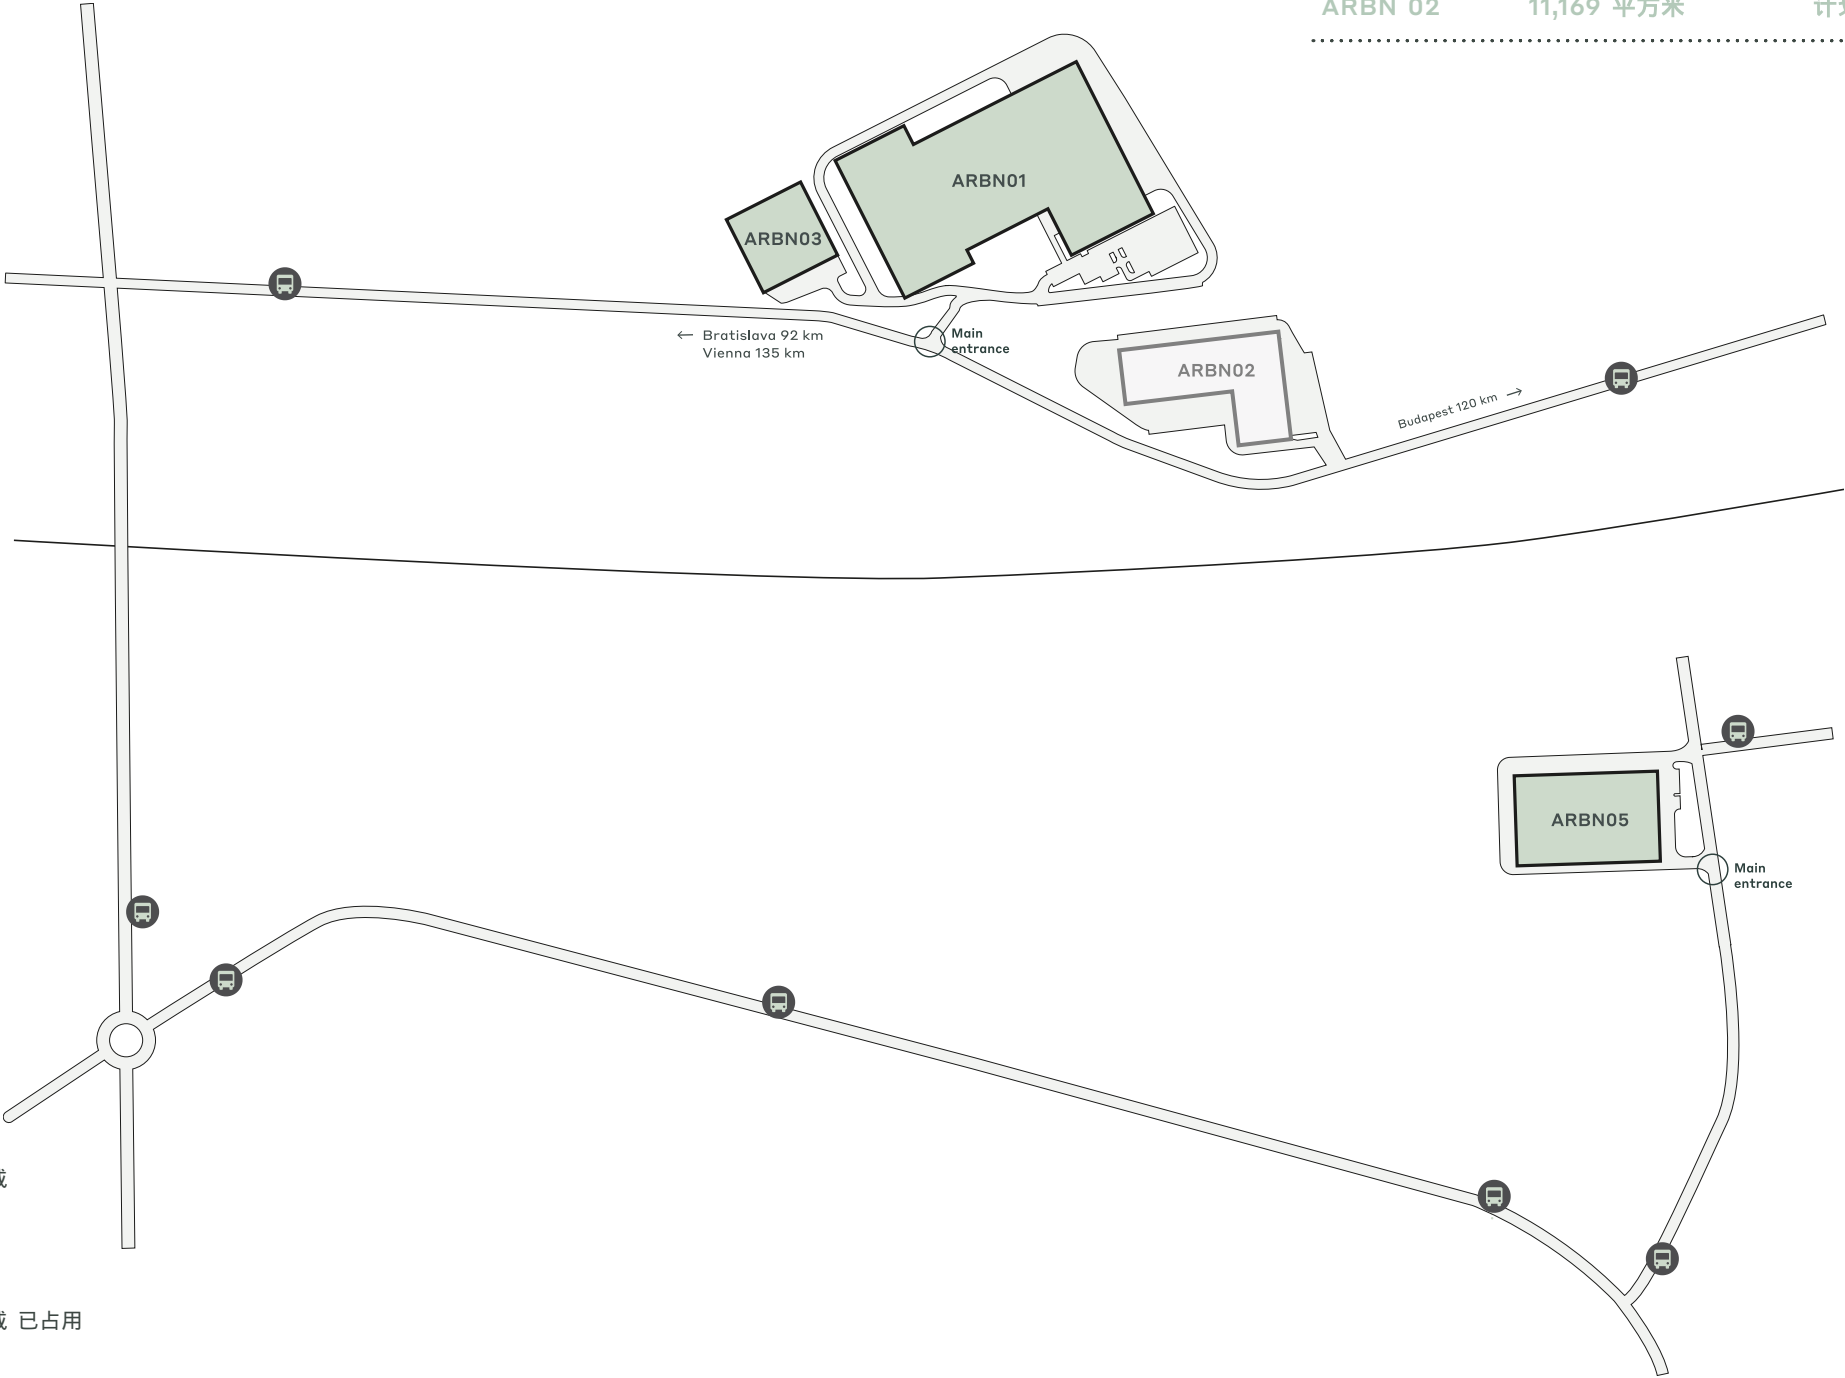 ARBN 02 11,169 平方米
ARBN01
ARBN03
← Bratislava 92 km
Vienna 135 km
Main
entrance
ARBN02
Budapest 120 km →
ARBN05
Main
entrance
已占用